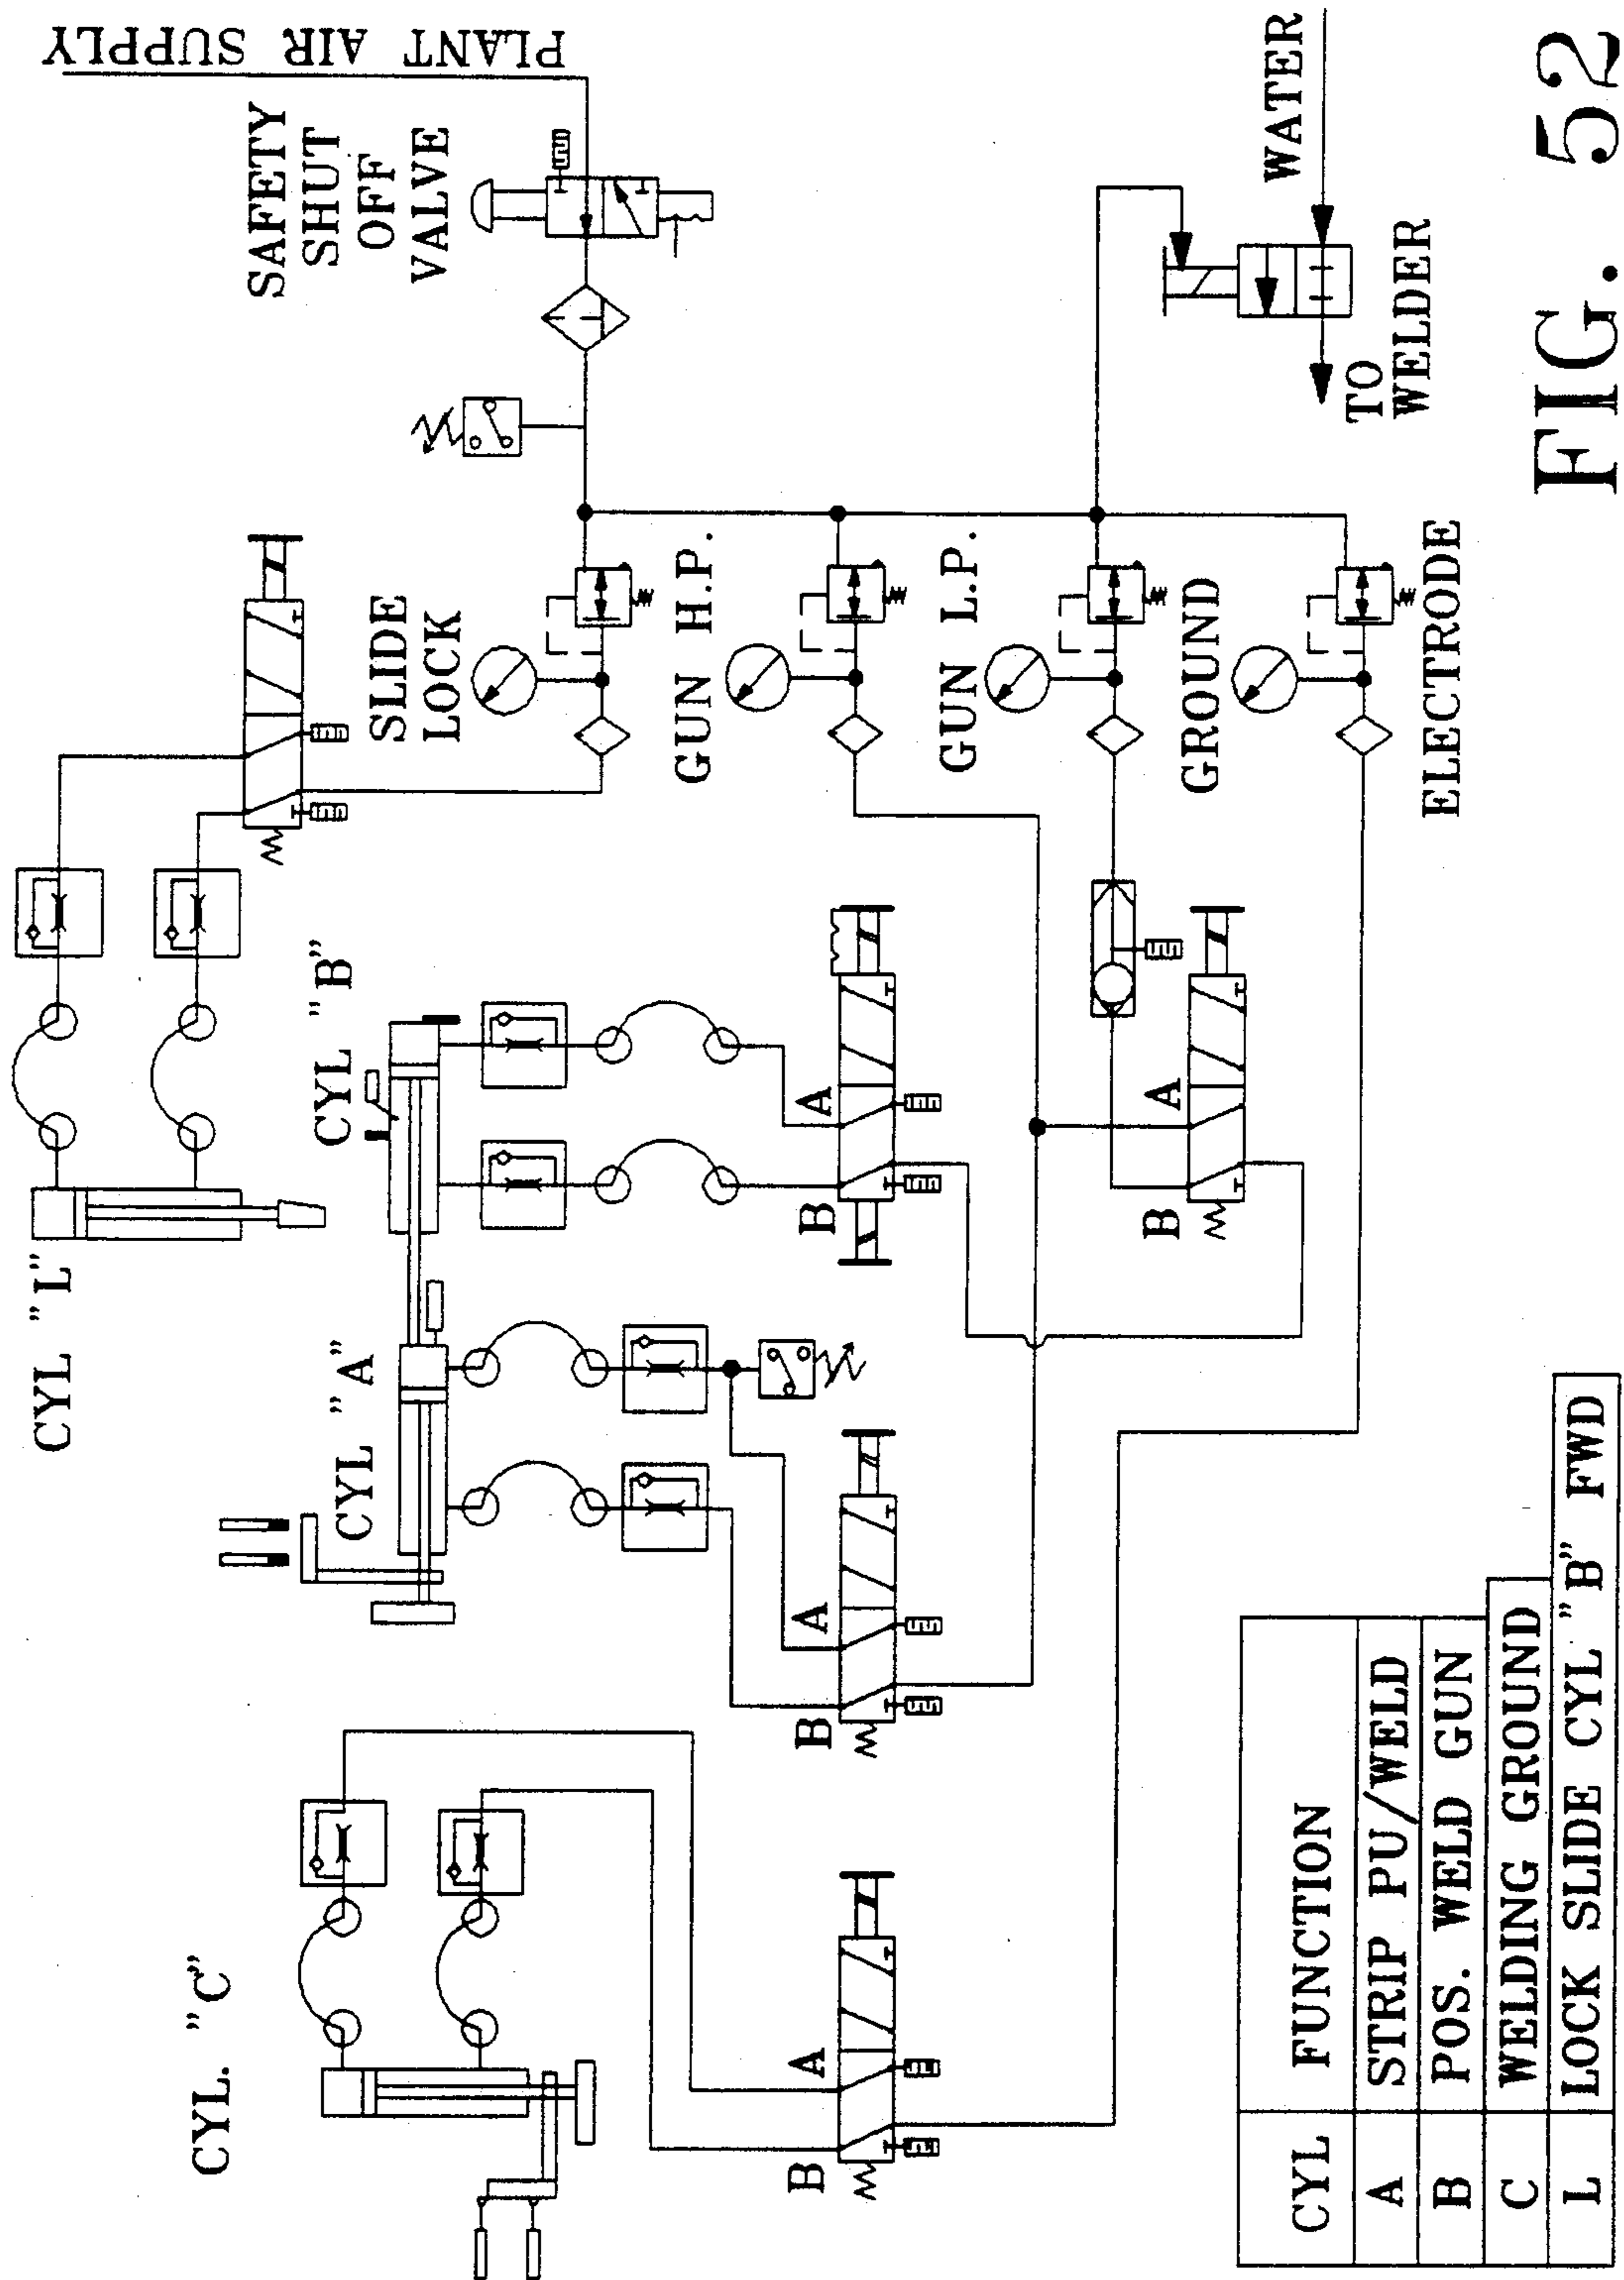 PLANT AIR SUPPLY
SAFETY
SHUT
OFF
VALVE
WATER
TO
WELDER
SLIDE
LOCK
GUN H.P.
GUN L.P.
GROUND
ELECTRODE
CYL "L"
CYL "B"
CYL "A"
CYL. "C"
A
B
A
B
A
B
A
B
CYL FUNCTION
A STRIP PU/WELD
B POS. WELD GUN
C WELDING GROUND
L LOCK SLIDE CYL "B" FWD
FIG. 52